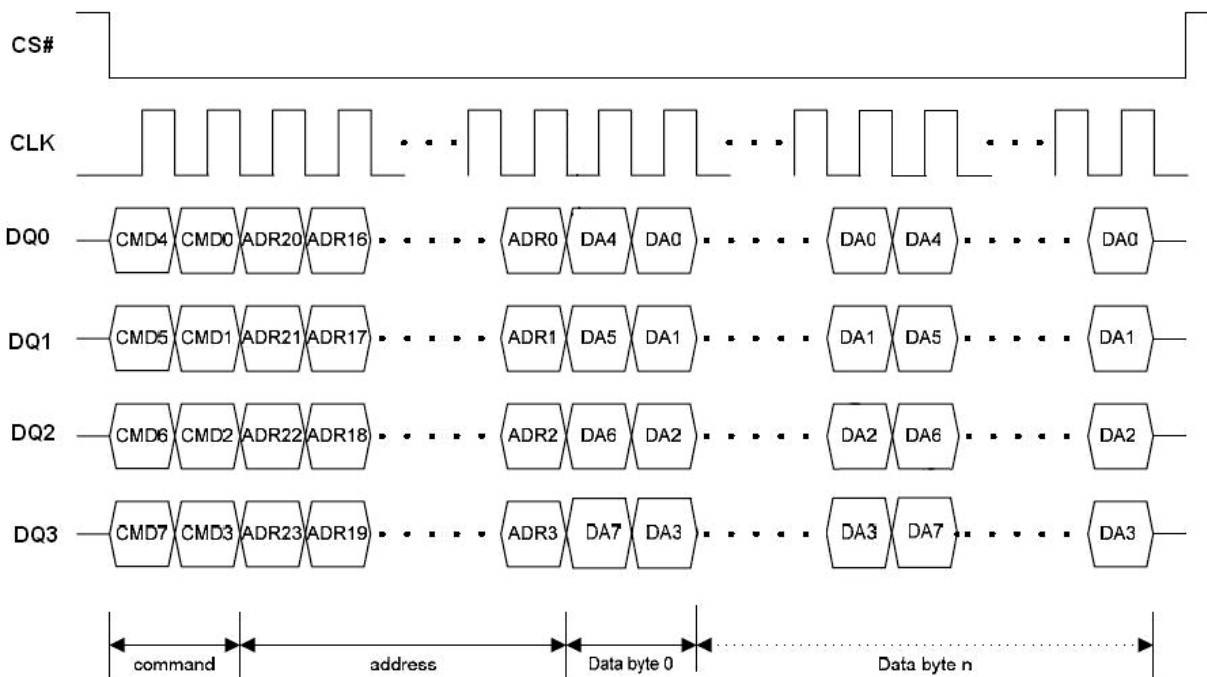 CS#
CLK
DQ0 CMD4 CMD0 ADR20 ADR16 ADR0 DA4 DA0 DA0 DA4 DA0
DQ1 CMD5 CMD1 ADR21 ADR17 ADR1 DA5 DA1 DA1 DA5 DA1
DQ2 CMD6 CMD2 ADR22 ADR18 ADR2 DA6 DA2 DA2 DA6 DA2
DQ3 CMD7 CMD3 ADR23 ADR19 ADR3 DA7 DA3 DA3 DA7 DA3
command address Data byte 0 Data byte n